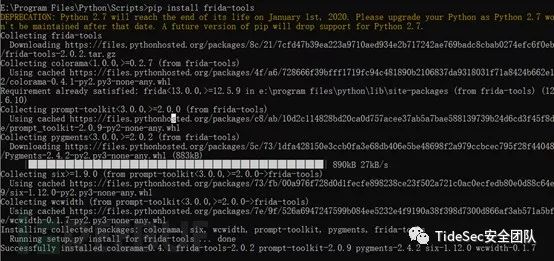 E:\Program Files\Python\Scripts>pip install frida-tools
DEPRECATION: Python 2.7 will reach the end of its life on January 1st, 2020. Please upgrade your Python as Python 2.7 won'
t be maintained after that date. A future version of pip will drop support for Python 2.7.
Collecting frida-tools
Downloading https://files.pythonhosted.org/packages/8c/21/7cfd47b39ea223a9710aed934e2b7171042ae769badc8cbab0274efc6f0eb/
frida-tools-2.0.2.tar.gz
Collecting colorama<1.0.0,>=0.2.7 (from frida-tools)
Using cached https://files.pythonhosted.org/packages/4f/a6/728666f39bfff1719fc94c481890b2106837da9318031f71a8424b662e1
2/colorama-0.4.1-py2.py3-none-any.whl
Requirement already satisfied: frida<13.0.0,>=12.5.9 in e:\program files\python\lib\site-packages (from frida-tools) (12
.6.10)
Collecting prompt-toolkit<3.0.0,>=2.0.0 (from frida-tools)
Using cached https://files.pythonhosted.org/packages/c8/ab/10d2c114828bd20ca0d757acee37ab5a7bae588139739b24d6cd3f45f8d
e/prompt_toolkit-2.0.9-py2-none-any.whl
Collecting pygments<3.0.0,>=2.0.2 (from frida-tools)
Downloading https://files.pythonhosted.org/packages/5c/73/1dfa428150e3ccb0fa3e68db406e5be48698f2a979ccbcec795f28f44048
/Pygments-2.4.2-py2.py3-none-any.whl (883kB)
890kB 27kB/s
Collecting six>=1.9.0 (from prompt-toolkit<3.0.0,>=2.0.0->frida-tools)
Using cached https://files.pythonhosted.org/packages/73/fb/00a976f728d0d1fecfe898238ce23f502a721c0ac0ecfedb80e0d88c64e
9/six-1.12.0-py2.py3-none-any.whl
Collecting wcwidth (from prompt-toolkit<3.0.0,>=2.0.0->frida-tools)
Using cached https://files.pythonhosted.org/packages/7e/9f/526a6947247599b084ee5232e4f9190a38f398d7300d866af3ab571a5bf
e/wcwidth-0.1.7-py2.py3-none-any.whl
Installing collected packages: colorama, six, wcwidth, prompt-toolkit, pygments, frida-tools
Running setup.py install for frida-tools ... done
Successfully installed colorama-0.4.1 frida-tools-2.0.2 prompt-toolkit-2.0.9 pygments-2.4.2 six-1.12.0 wcwidth-0.1.7
TideSec安全团队